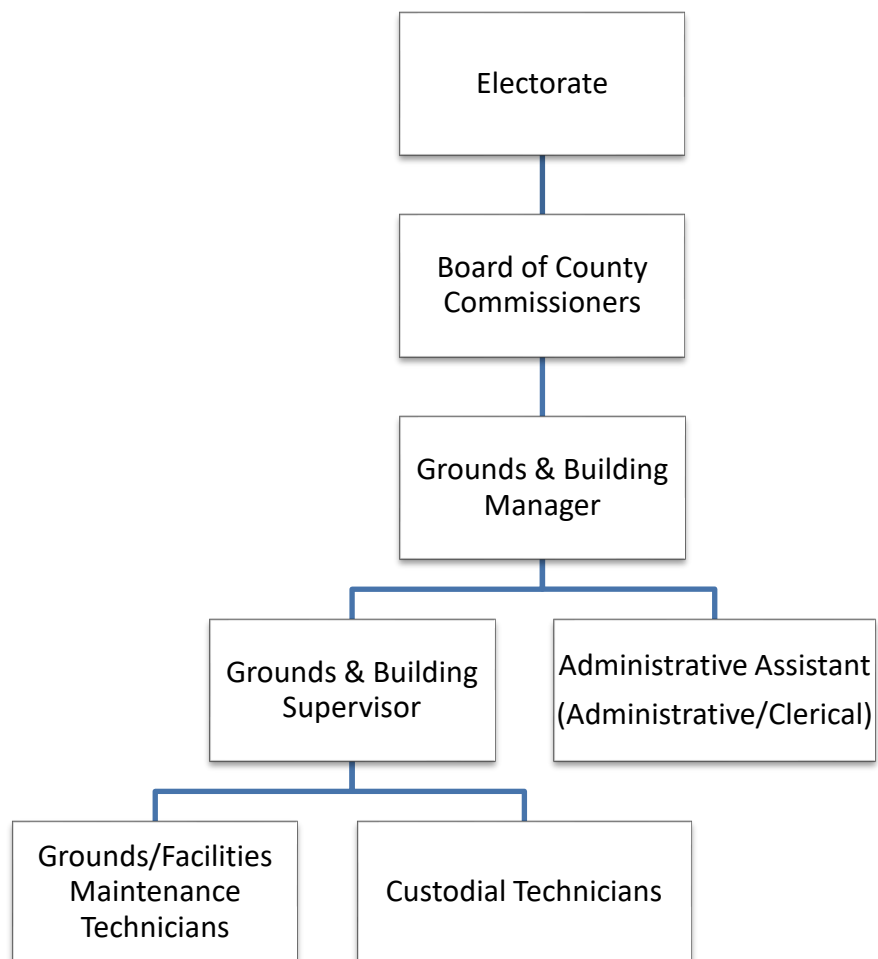 Electorate
Board of County
Commissioners
Grounds & Building
Manager
Grounds & Building
Supervisor
Administrative Assistant
(Administrative/Clerical)
Grounds/Facilities
Maintenance
Technicians
Custodial Technicians